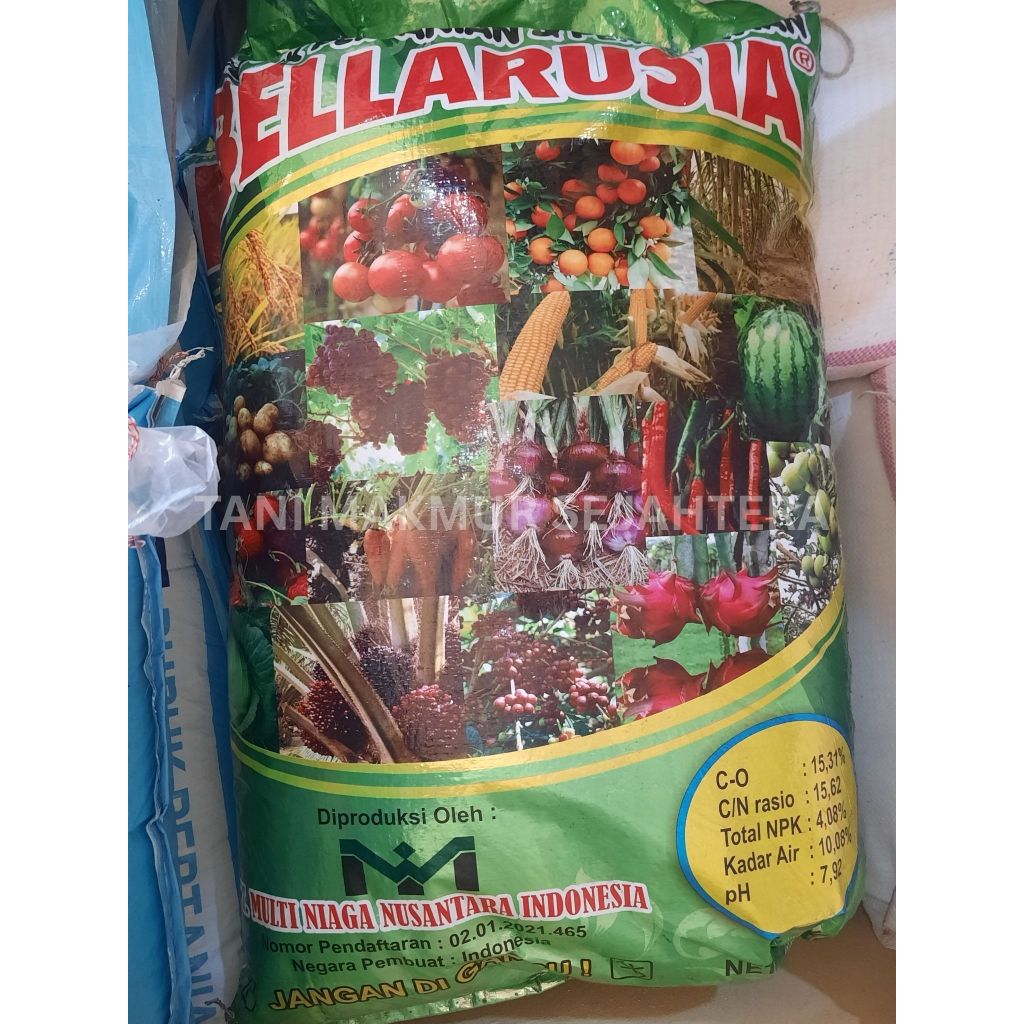 BELLARUSIA®
TANI MAKMUR SEJAHTERA
C-O : 15,31%
C/N rasio : 15,62
Total NPK : 4,08%
Kadar Air : 10,08%
pH : 7,92
Diproduksi Oleh :
MULTI NIAGA NUSANTARA INDONESIA
Nomor Pendaftaran : 02.01.2021.465
Negara Pembuat : Indonesia
JANGAN DI